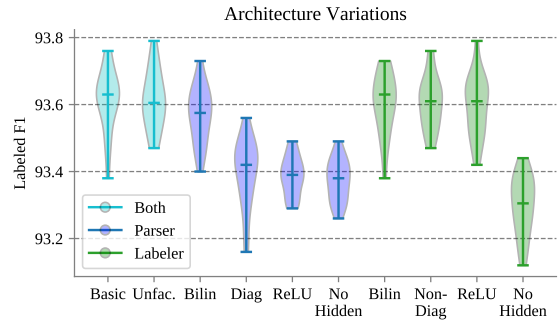 Architecture Variations
Labeled F1
93.8
93.6
93.4
93.2
Both
Parser
Labeler
Basic Unfac. Bilin Diag ReLU No Hidden Bilin Non-Diag ReLU No Hidden